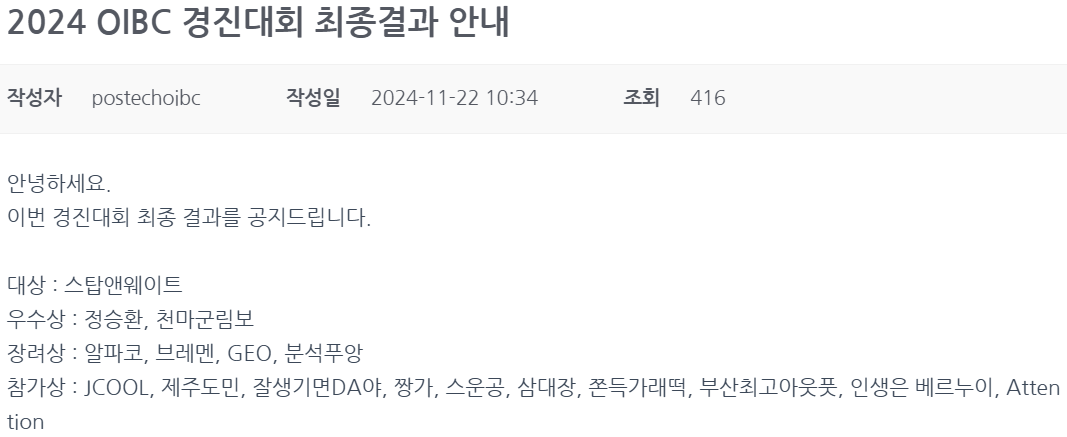 2024 OIBC 경진대회 최종결과 안내
작성자 postechoibc 작성일 2024-11-22 10:34 조회 416
안녕하세요.
이번 경진대회 최종 결과를 공지드립니다.
대상 : 스탑앤웨이트
우수상 : 정승환, 천마군림보
장려상 : 알파코, 브레멘, GEO, 분석푸앙
참가상 : JCOOL, 제주도민, 잘생기면DA야, 짱가, 스운공, 삼대장, 쫀득가래떡, 부산최고아웃풋, 인생은 베르누이, Atten
tion